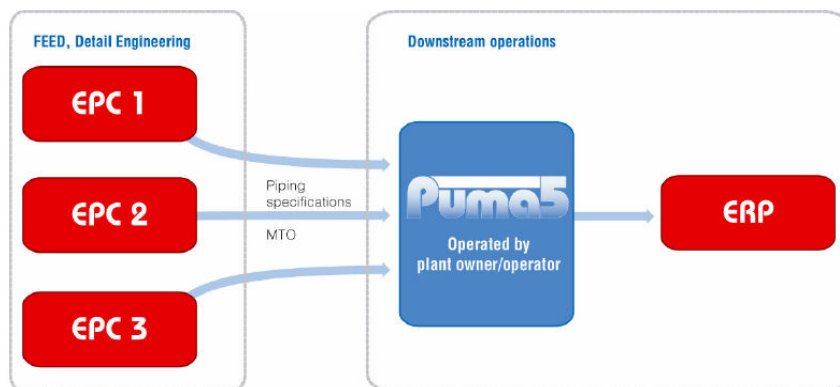 FEED, Detail Engineering
EPC 1
EPC 2
EPC 3
Piping
specifications
MTO
Downstream operations
Puma5
Operated by
plant owner/operator
ERP